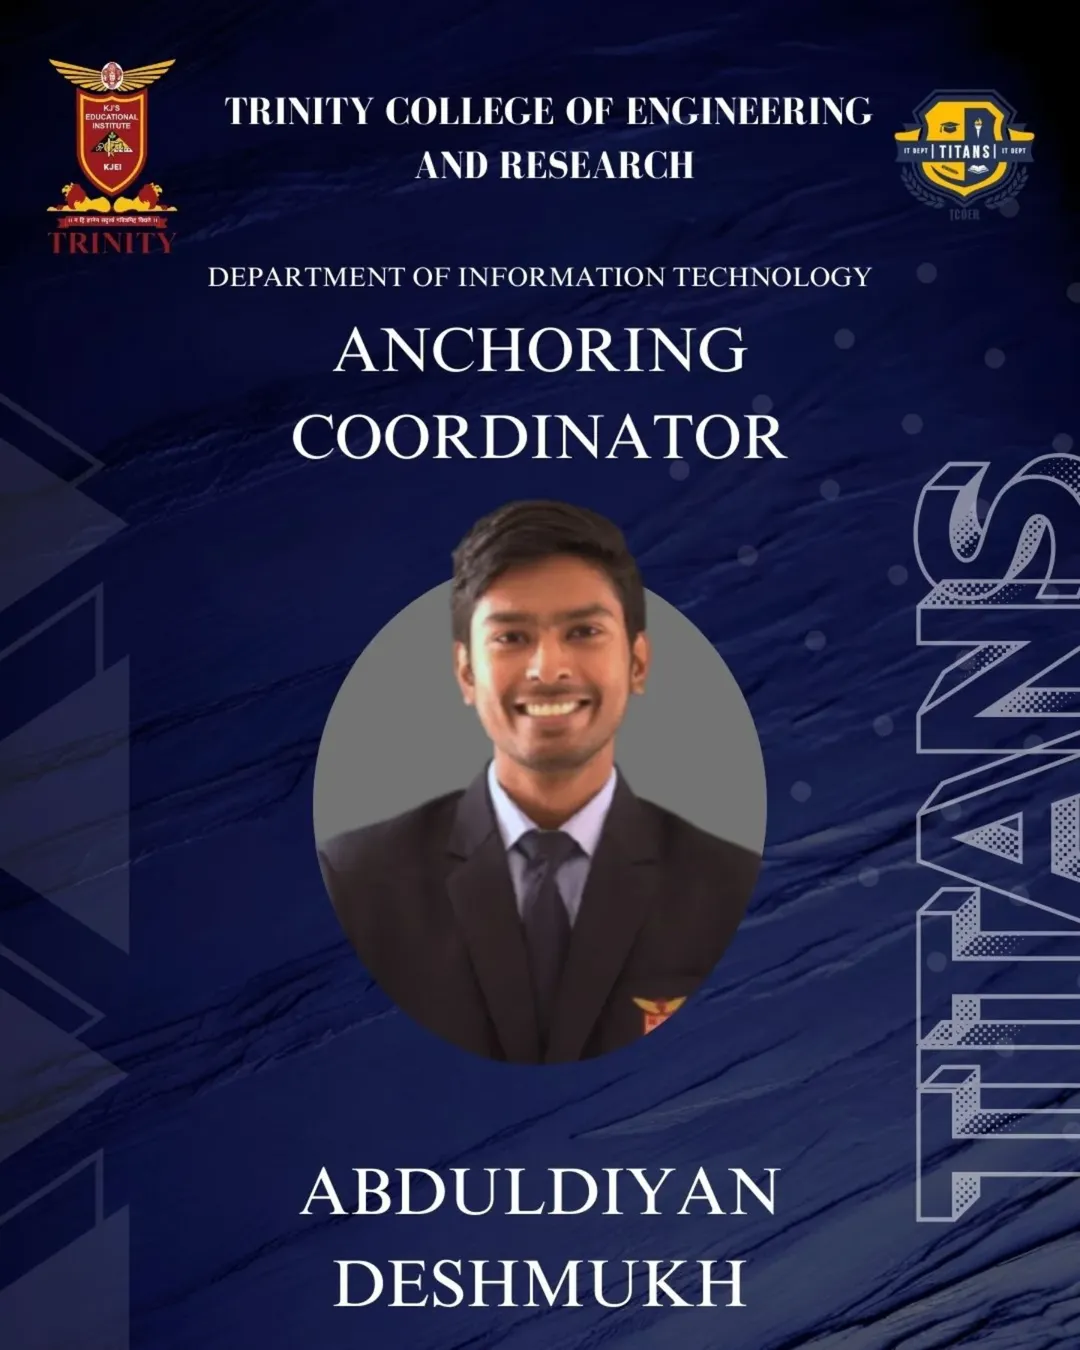 KJ'S
EDUCATIONAL
INSTITUTE
KJEI
TRINITY
TRINITY COLLEGE OF ENGINEERING
AND RESEARCH
IT DEPT |TITANS| IT DEPT
TCOER
DEPARTMENT OF INFORMATION TECHNOLOGY
ANCHORING
COORDINATOR
TITANS
ABDULDIYAN
DESHMUKH